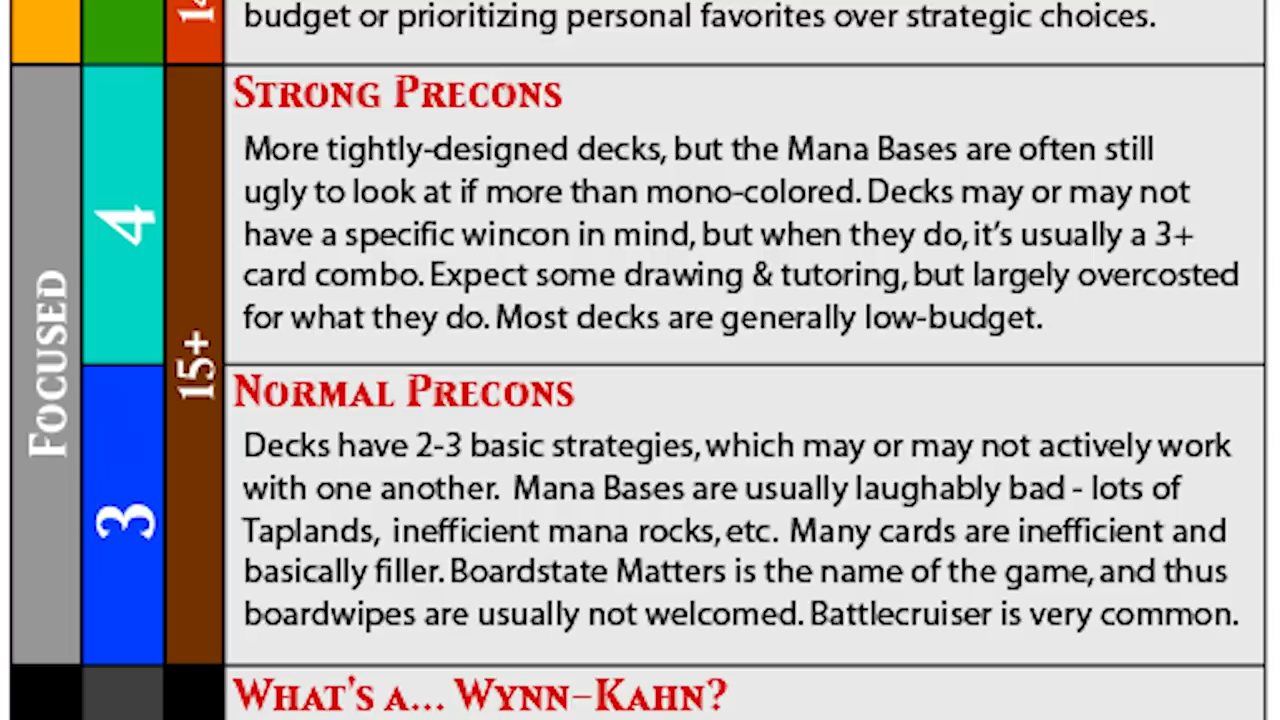 budget or prioritizing personal favorites over strategic choices.
FOCUSED
4
15+
STRONG PRECONS
More tightly-designed decks, but the Mana Bases are often still
ugly to look at if more than mono-colored. Decks may or may not
have a specific wincon in mind, but when they do, it's usually a 3+
card combo. Expect some drawing & tutoring, but largely overcosted
for what they do. Most decks are generally low-budget.
3
NORMAL PRECONS
Decks have 2-3 basic strategies, which may or may not actively work
with one another. Mana Bases are usually laughably bad - lots of
Taplands, inefficient mana rocks, etc. Many cards are inefficient and
basically filler. Boardstate Matters is the name of the game, and thus
boardwipes are usually not welcomed. Battlecruiser is very common.
WHAT'S A... WYNN-KAHN?